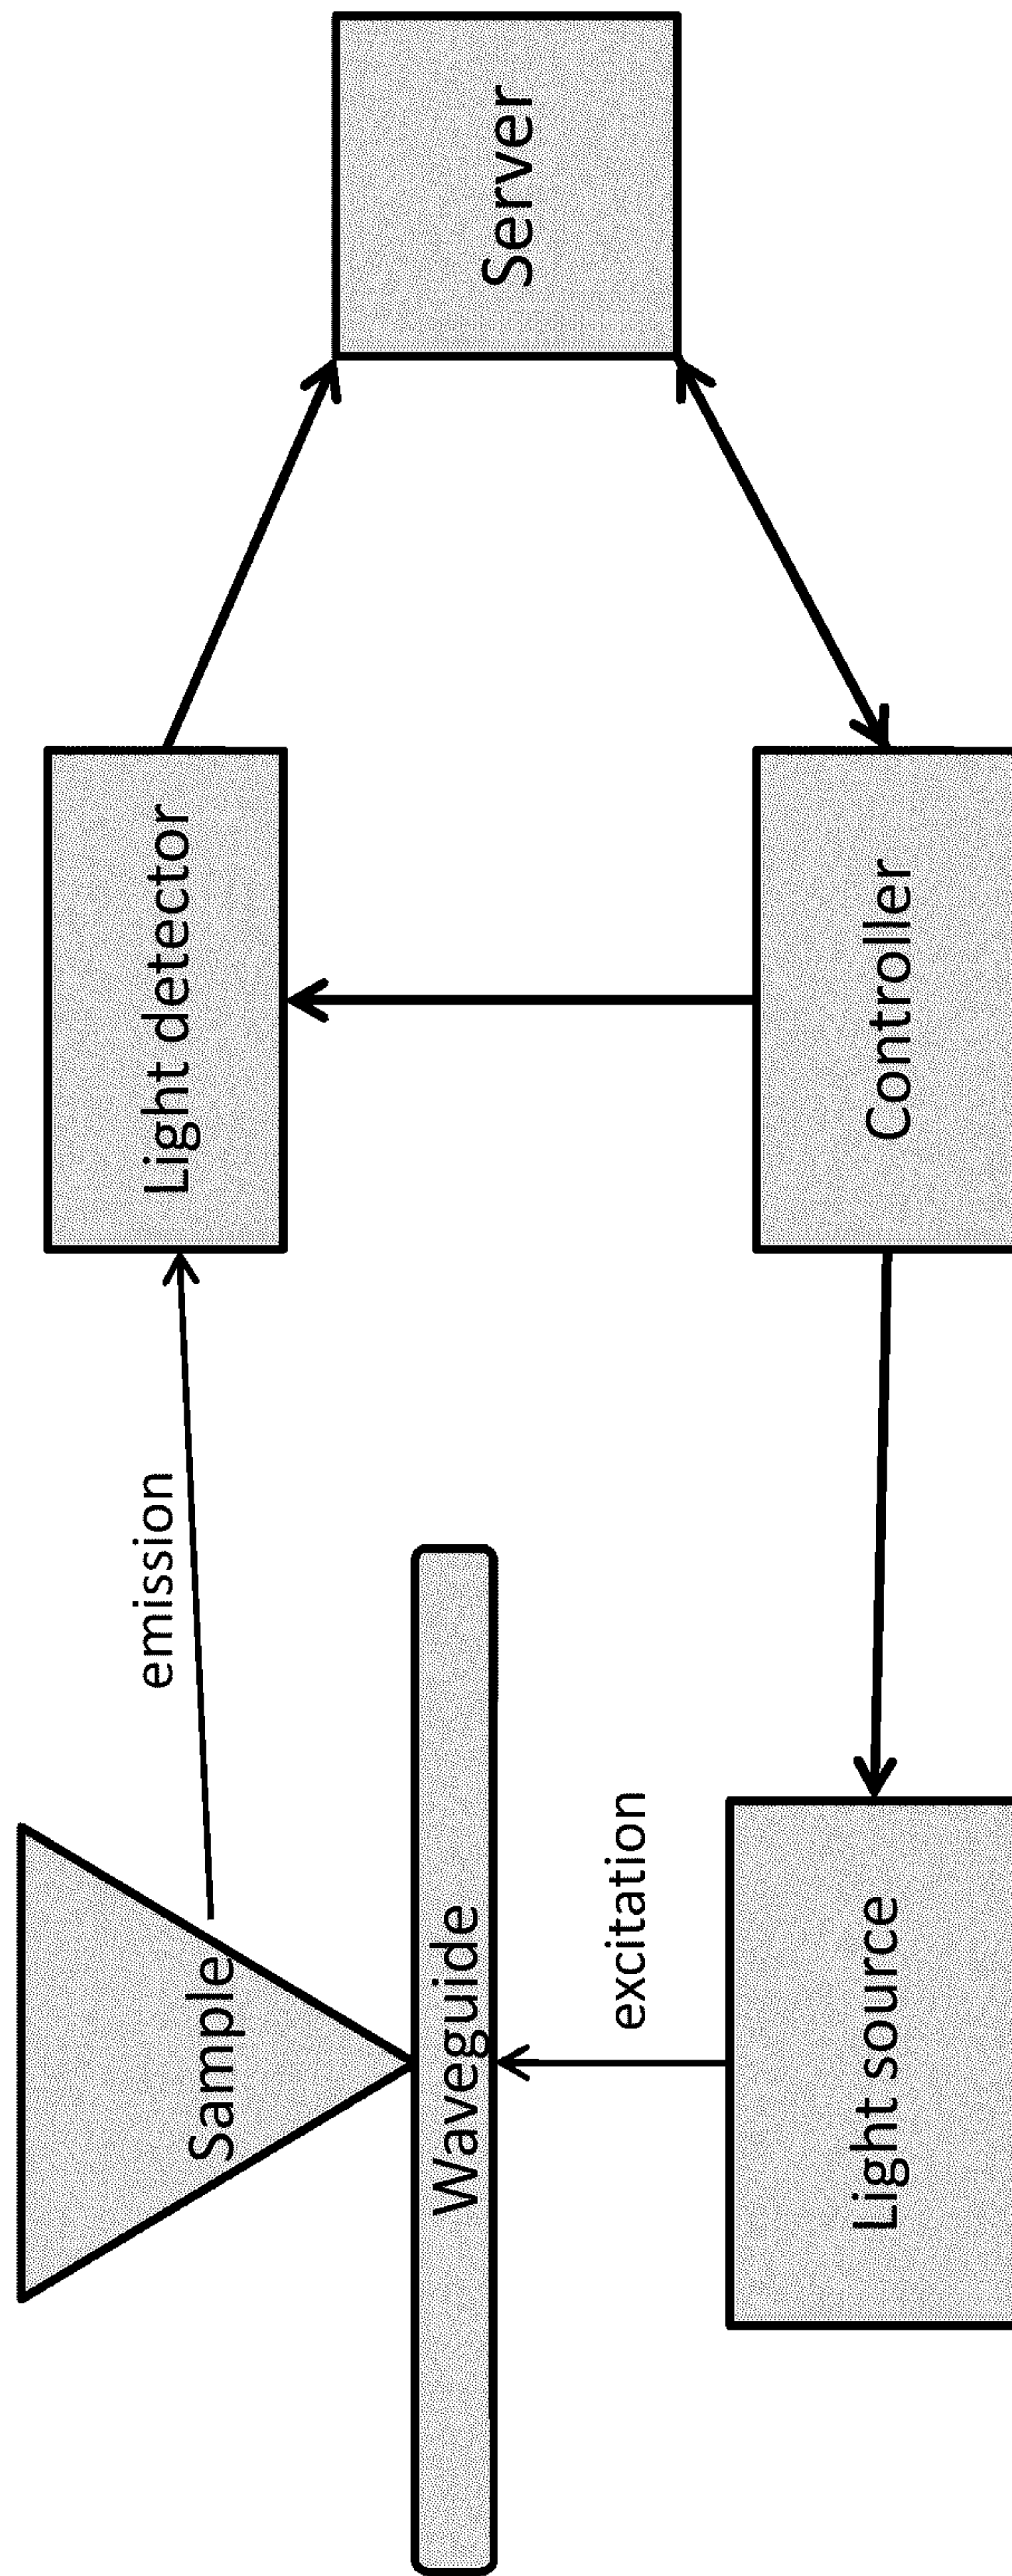 Sample
emission
Light detector
Server
Waveguide
excitation
Light source
Controller